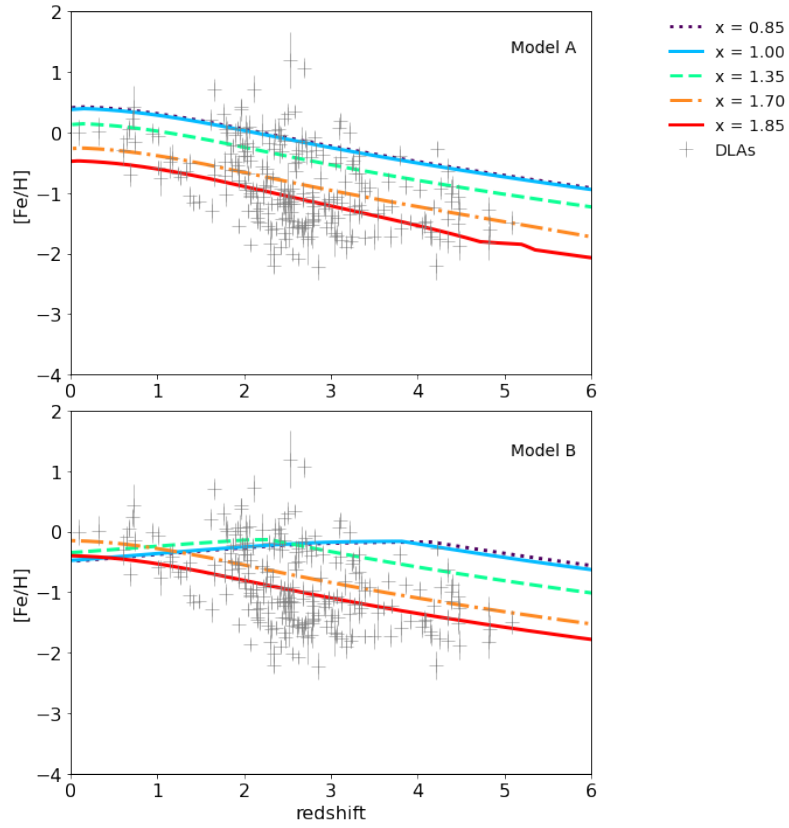 2
1
0
−1
−2
−3
−4
[Fe/H]
Model A
0 1 2 3 4 5 6
x = 0.85
x = 1.00
x = 1.35
x = 1.70
x = 1.85
DLAs
2
1
0
−1
−2
−3
−4
[Fe/H]
Model B
0 1 2 3 4 5 6
redshift